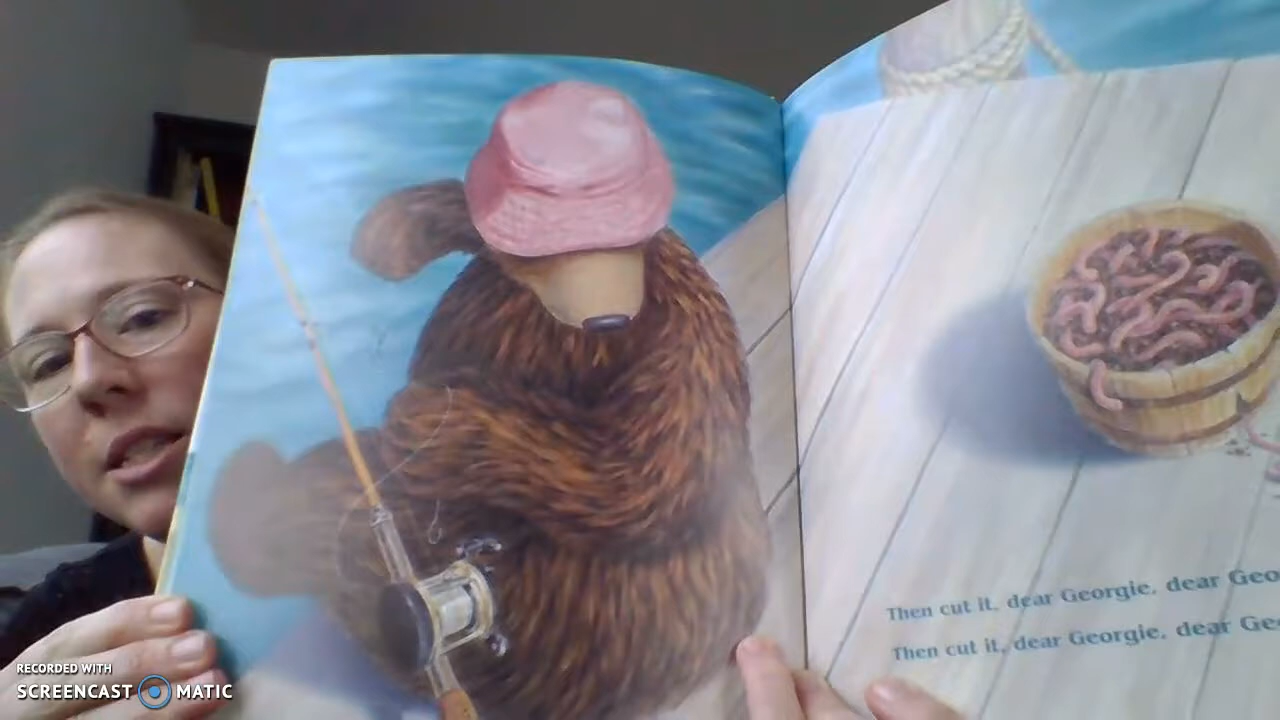 Then cut it, dear Georgie, dear
Then cut it, dear Georgie, dear
RECORDED WITH
SCREENCAST MATIC